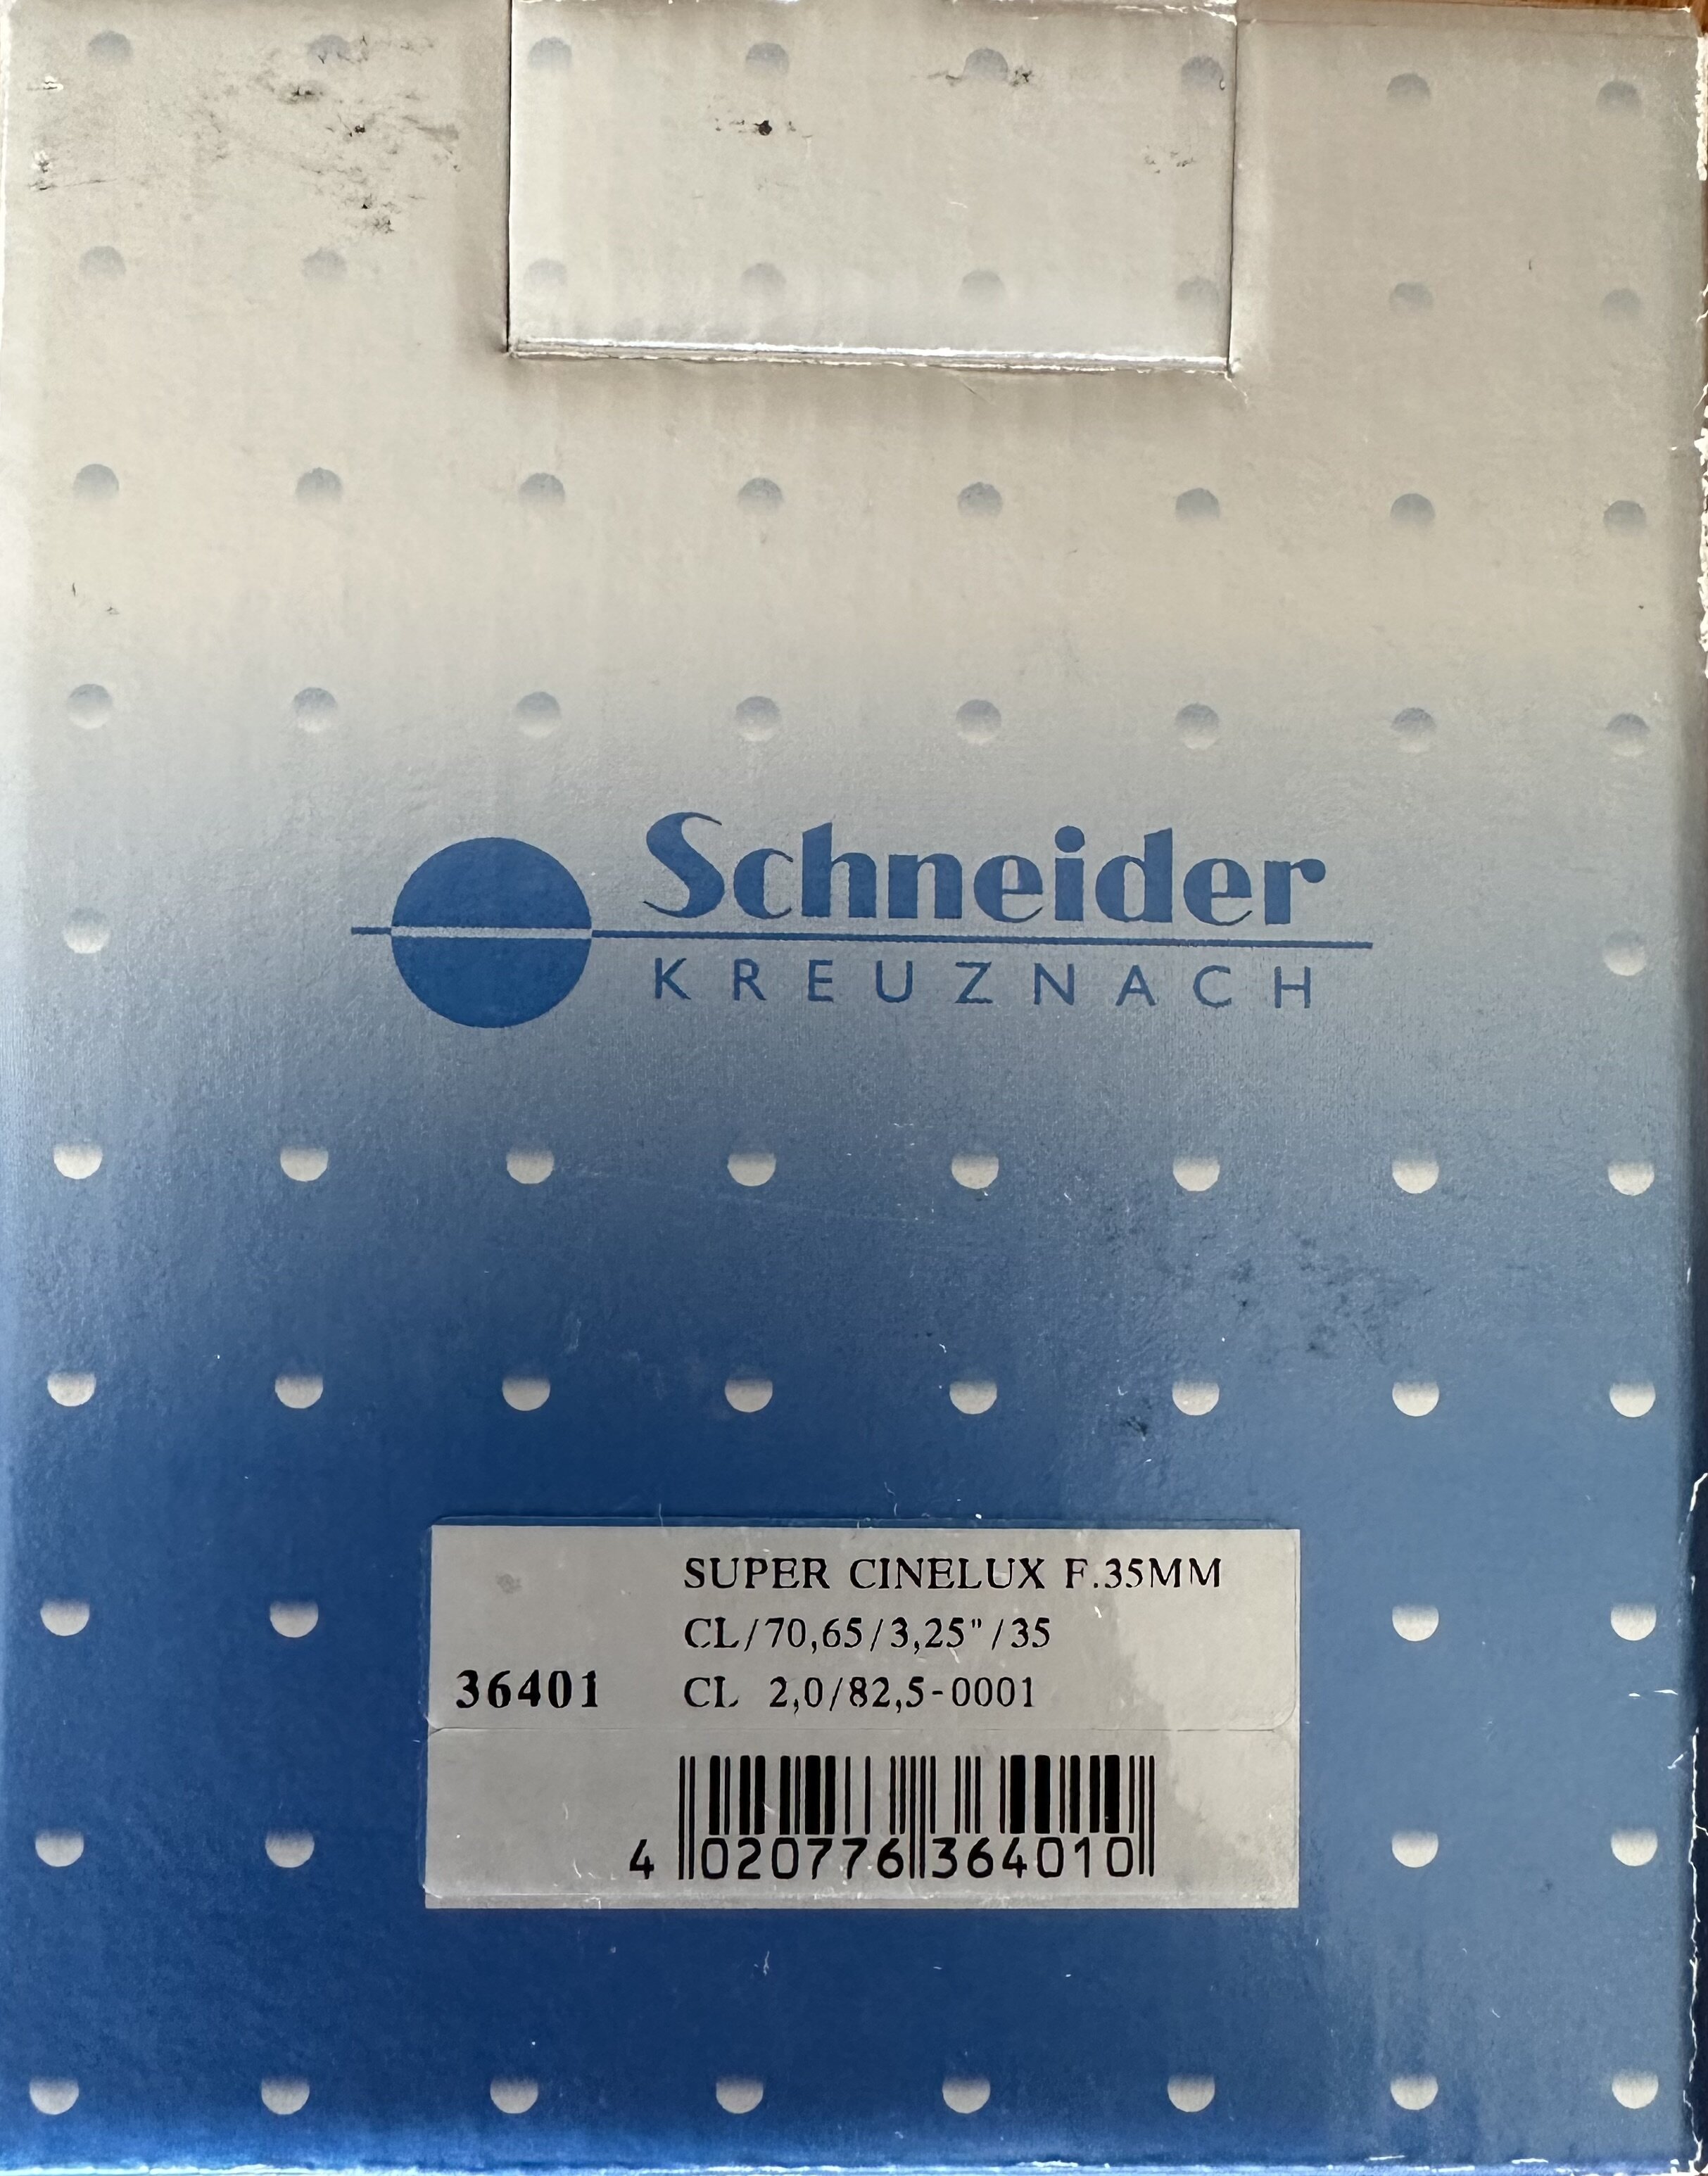 Schneider
KREUZNACH
SUPER CINELUX F.35MM
CL/70,65/3,25"/35
36401 CL 2,0/82,5-0001
4 020776 364010